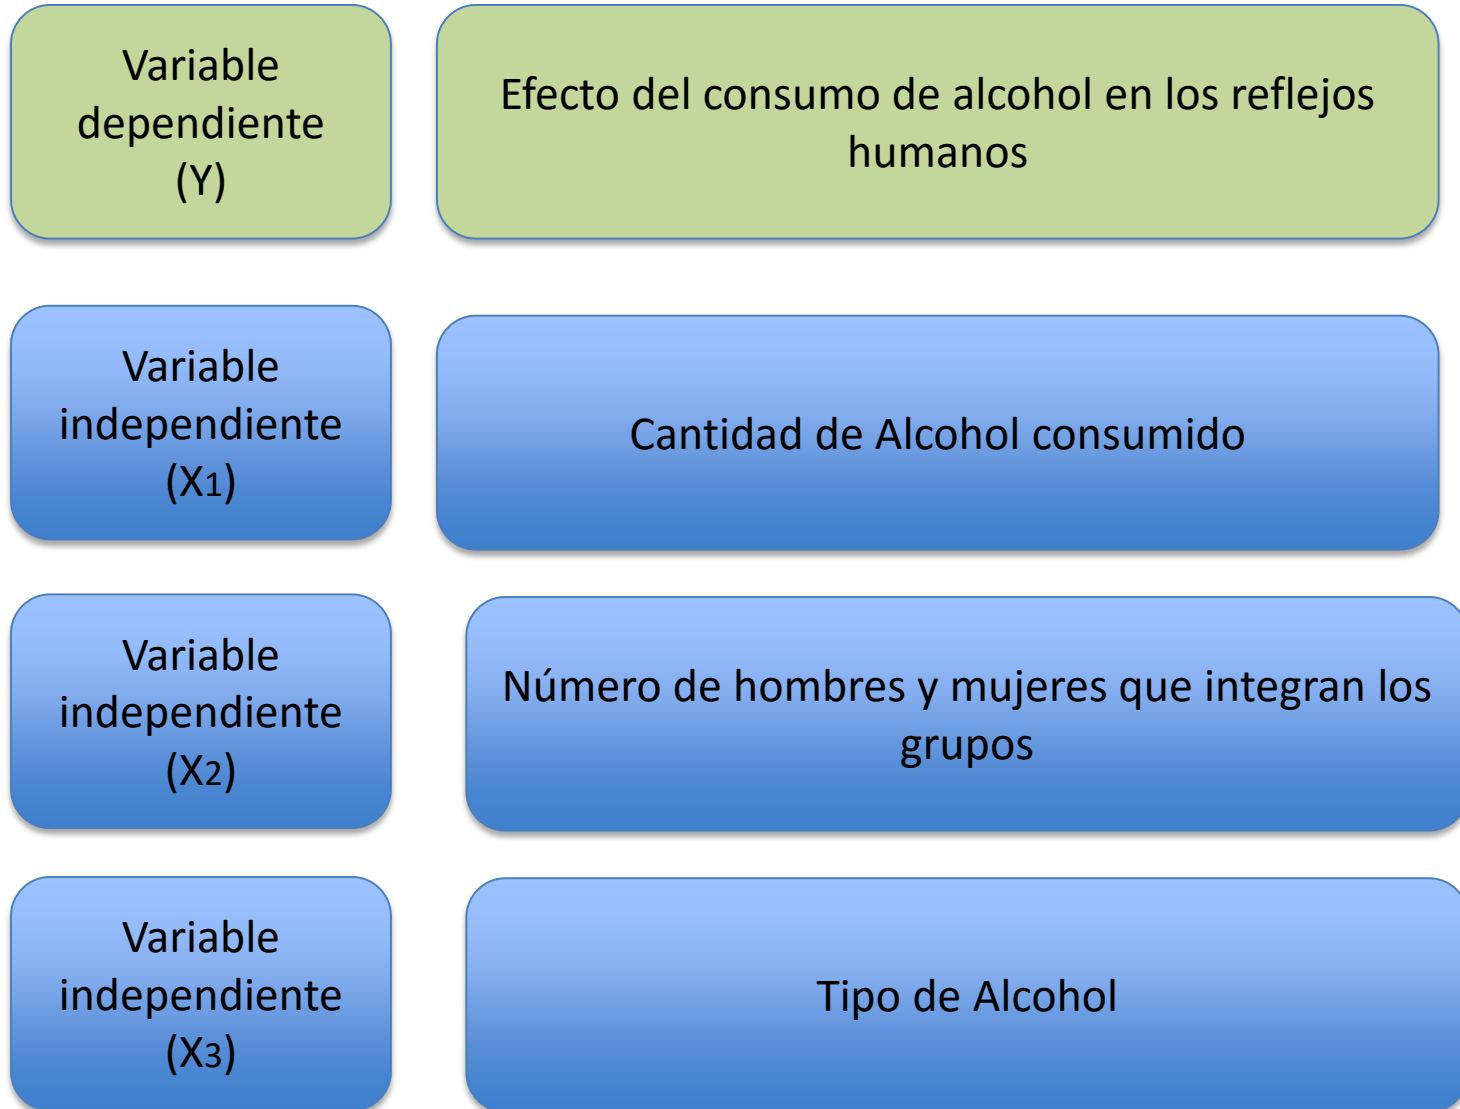 Variable
dependiente
(Y)
Efecto del consumo de alcohol en los reflejos
humanos
Variable
independiente
(X1)
Cantidad de Alcohol consumido
Variable
independiente
(X2)
Número de hombres y mujeres que integran los
grupos
Variable
independiente
(X3)
Tipo de Alcohol